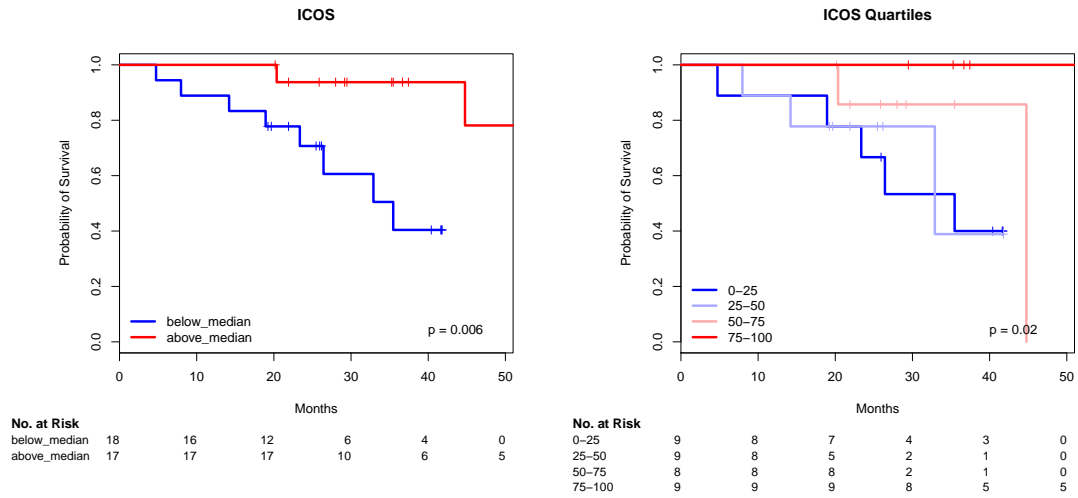 ICOS
Probability of Survival
1.0
0.8
0.6
0.4
0.2
0.0
below_median
above_median
p = 0.006
0 10 20 30 40 50
Months
No. at Risk
below_median 18 16 12 6 4 0
above_median 17 17 17 10 6 5
ICOS Quartiles
Probability of Survival
1.0
0.8
0.6
0.4
0.2
0.0
0−25
25−50
50−75
75−100
p = 0.02
0 10 20 30 40 50
Months
No. at Risk
0−25 9 8 7 4 3 0
25−50 9 8 5 2 1 0
50−75 8 8 8 2 1 0
75−100 9 9 9 8 5 5